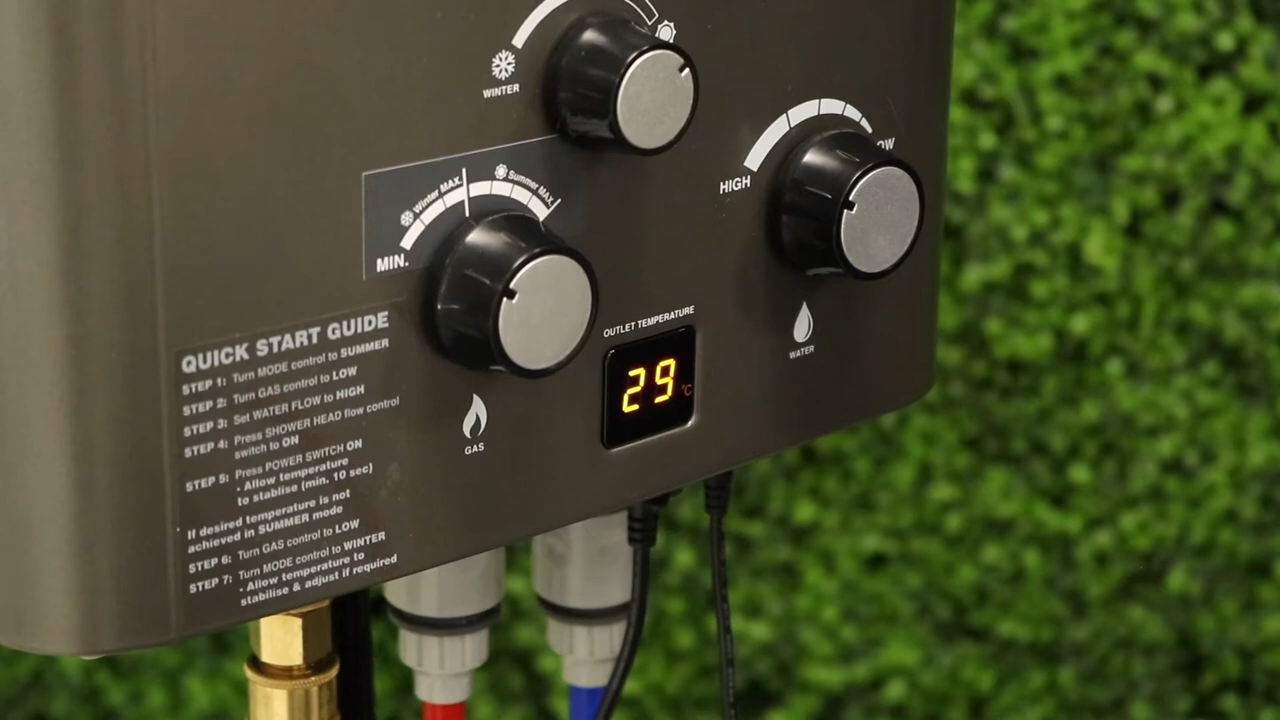 WINTER
HIGH
OW
Winter MAX.
Summer MAX.
MIN.
WATER
OUTLET TEMPERATURE
29 °C
GAS
QUICK START GUIDE
STEP 1: Turn MODE control to SUMMER
STEP 2: Turn GAS control to LOW
STEP 3: Set WATER FLOW to HIGH
STEP 4: Press SHOWER HEAD flow control
switch to ON
STEP 5: Press POWER SWITCH ON
· Allow temperature
to stablise (min. 10 sec)
If desired temperature is not
achieved in SUMMER mode
STEP 6: Turn GAS control to LOW
STEP 7: Turn MODE control to WINTER
· Allow temperature to
stabilise & adjust if required